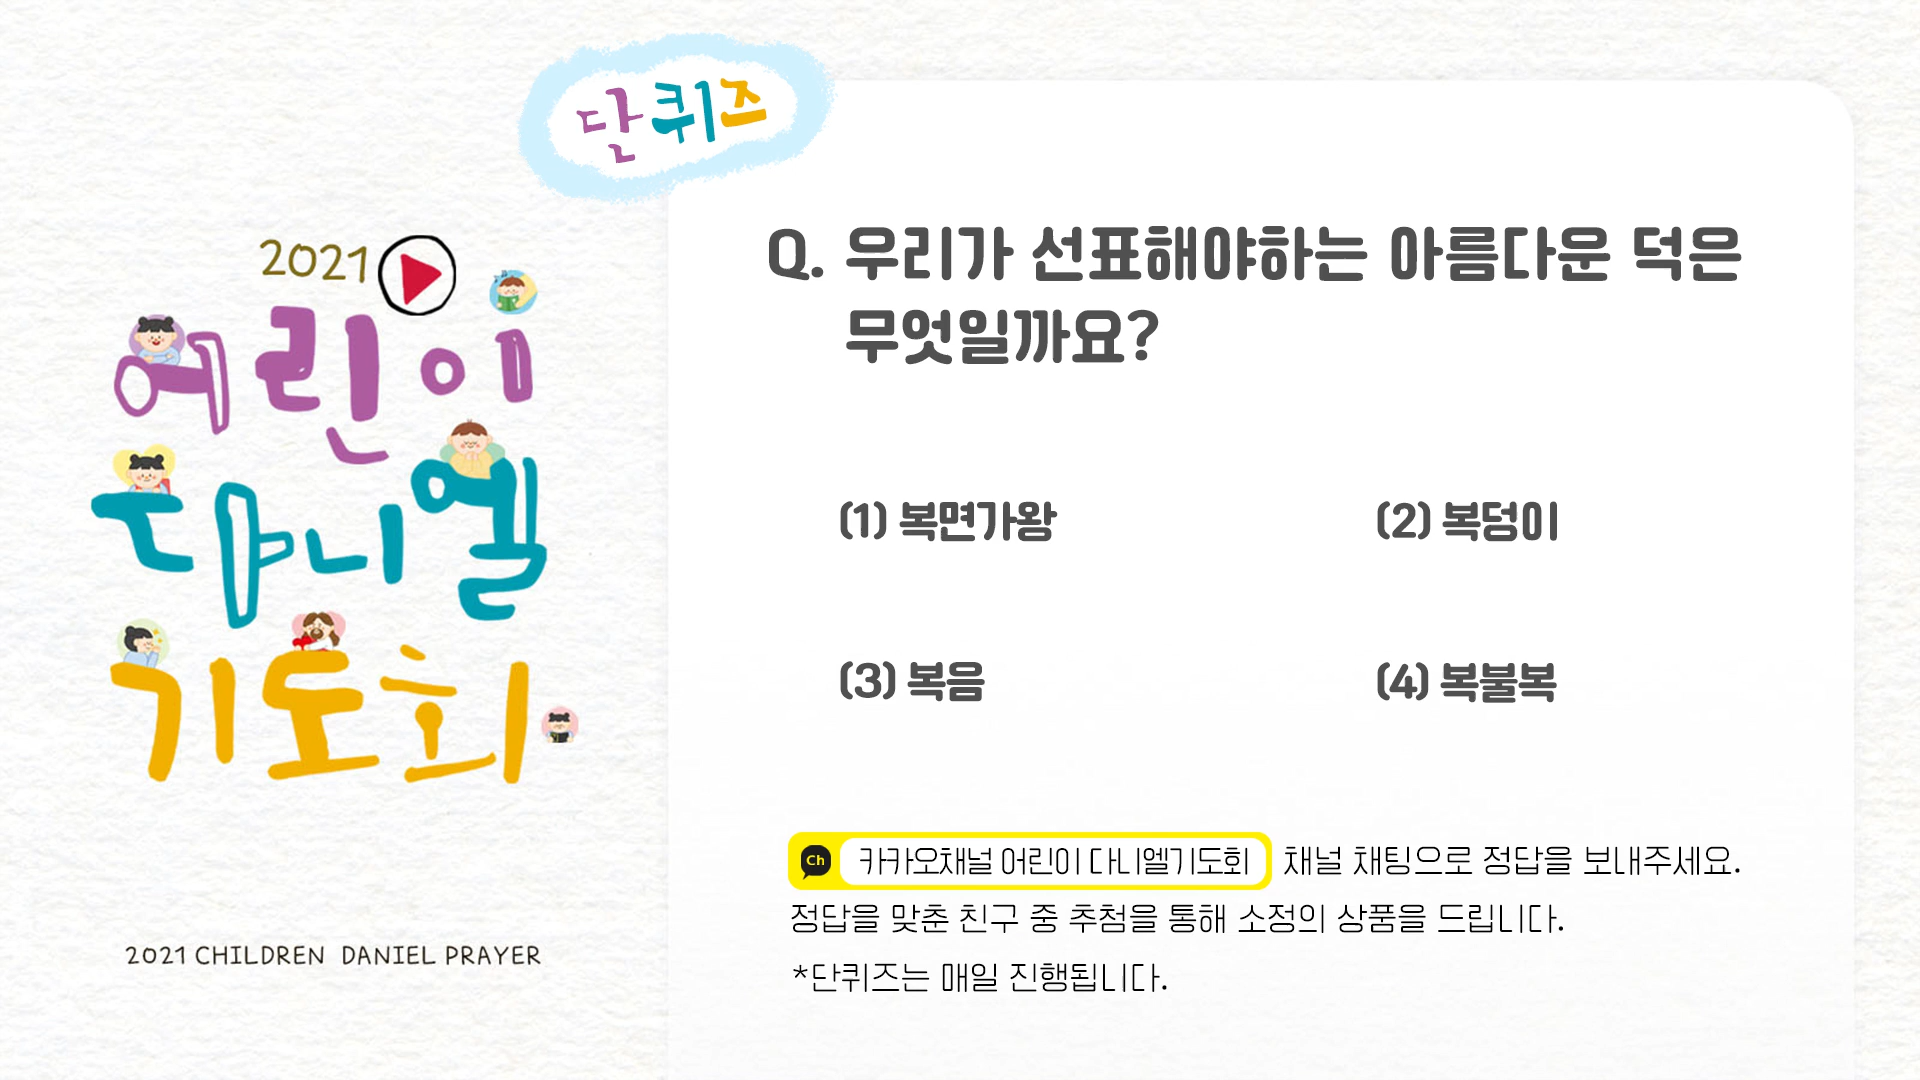 단퀴즈
2021
어린이
다니엘
기도회
2021 CHILDREN DANIEL PRAYER
Q. 우리가 선표해야하는 아름다운 덕은
무엇일까요?
(1) 복면가왕
(2) 복덩이
(3) 복음
(4) 복불복
Ch 카카오채널 어린이 다니엘기도회 채널 채팅으로 정답을 보내주세요.
정답을 맞춘 친구 중 추첨을 통해 소정의 상품을 드립니다.
*단퀴즈는 매일 진행됩니다.